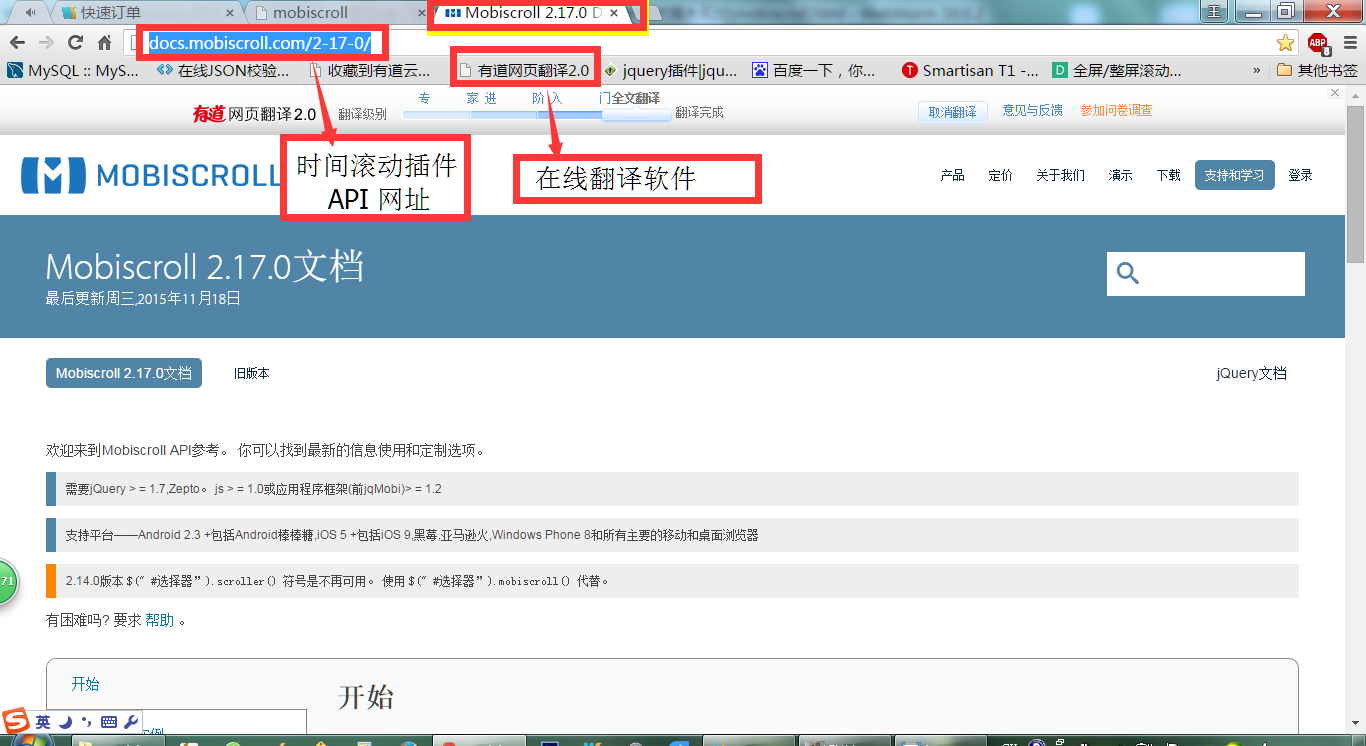 快速订单
mobiscroll
Mobiscroll 2.17.0 D
王
docs.mobiscroll.com/2-17-0/
ABP
8
MySQL :: MyS...
在线JSON校验...
收藏到有道云...
有道网页翻译2.0
jquery插件|jqu...
百度一下，你...
Smartisan T1 -...
全屏/整屏滚动...
»
其他书签
有道 网页翻译2.0
翻译级别
专 家 进 阶 入 门
全文翻译
翻译完成
取消翻译
意见与反馈
参加问卷调查
MOBISCROLL
时间滚动插件
API 网址
在线翻译软件
产品
定价
关于我们
演示
下载
支持和学习
登录
Mobiscroll 2.17.0文档
最后更新周三,2015年11月18日
Mobiscroll 2.17.0文档
旧版本
jQuery文档
欢迎来到Mobiscroll API参考。 你可以找到最新的信息使用和定制选项。
需要jQuery > = 1.7,Zepto。js > = 1.0或应用程序框架(前jqMobi)> = 1.2
支持平台——Android 2.3 +包括Android棒棒糖,iOS 5 +包括iOS 9,黑莓,亚马逊火,Windows Phone 8和所有主要的移动和桌面浏览器
2.14.0版本 $(“ #选择器”).scroller() 符号是不再可用。 使用 $(“ #选择器”).mobiscroll() 代替。
有困难吗? 要求 帮助 。
71
开始
开始
英